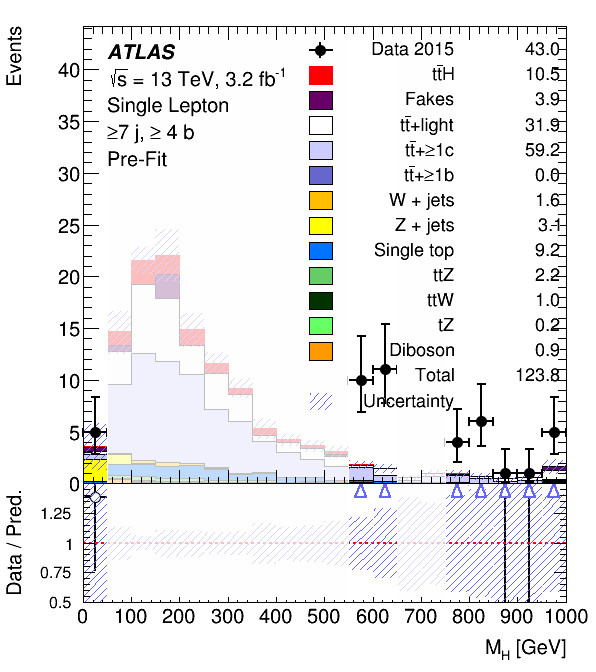 Events
ATLAS
√s = 13 TeV, 3.2 fb-1
Single Lepton
≥7 j, ≥ 4 b
Pre-Fit
Data 2015 43.0
tt̄H 10.5
Fakes 3.9
tt̄+light 31.9
tt̄+≥1c 59.2
tt̄+≥1b 0.0
W + jets 1.6
Z + jets 3.1
Single top 9.2
ttZ 2.2
ttW 1.0
tZ 0.2
Diboson 0.9
Total 123.8
Uncertainty
40
35
30
25
20
15
10
5
0
Data / Pred.
1.25
1
0.75
0.5
0 100 200 300 400 500 600 700 800 900 1000
MH [GeV]